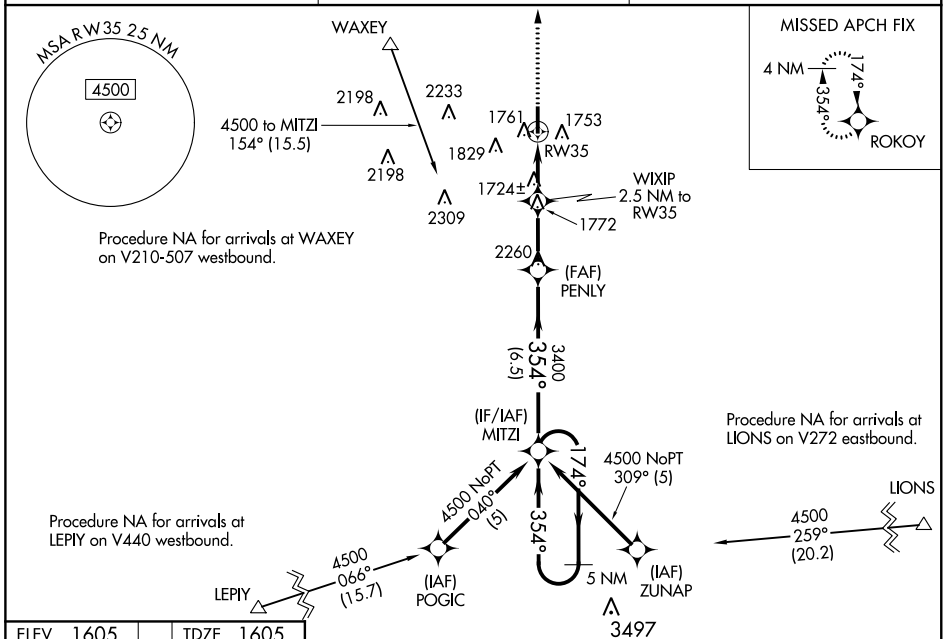 MSA RW35 25 NM
4500
WAXEY
MISSED APCH FIX
4 NM
174°
354°
ROKOY
2198
2233
4500 to MITZI
154° (15.5)
2198
2309
1761
1753
1829
RW35
1724±
WIXIP
2.5 NM to
RW35
1772
Procedure NA for arrivals at WAXEY
on V210-507 westbound.
2260
(FAF)
PENLY
3400
354°
(6.5)
(IF/IAF)
MITZI
Procedure NA for arrivals at
LIONS on V272 eastbound.
4500 NoPT
040°
(5)
174°
354°
4500 NoPT
309° (5)
LIONS
4500
259°
(20.2)
Procedure NA for arrivals at
LEPIY on V440 westbound.
4500
066°
(15.7)
LEPIY
(IAF)
POGIC
5 NM
(IAF)
ZUNAP
3497
ELEV 1605
TDZE 1605